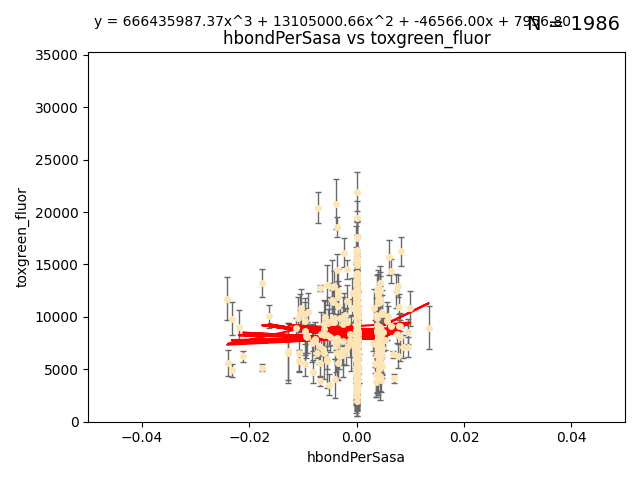 y = 666435987.37x^3 + 13105000.66x^2 + -46566.00x + 7956.80
N = 1986
hbondPerSasa vs toxgreen_fluor
35000
30000
25000
20000
15000
10000
5000
0
toxgreen_fluor
−0.04
−0.02
0.00
0.02
0.04
hbondPerSasa